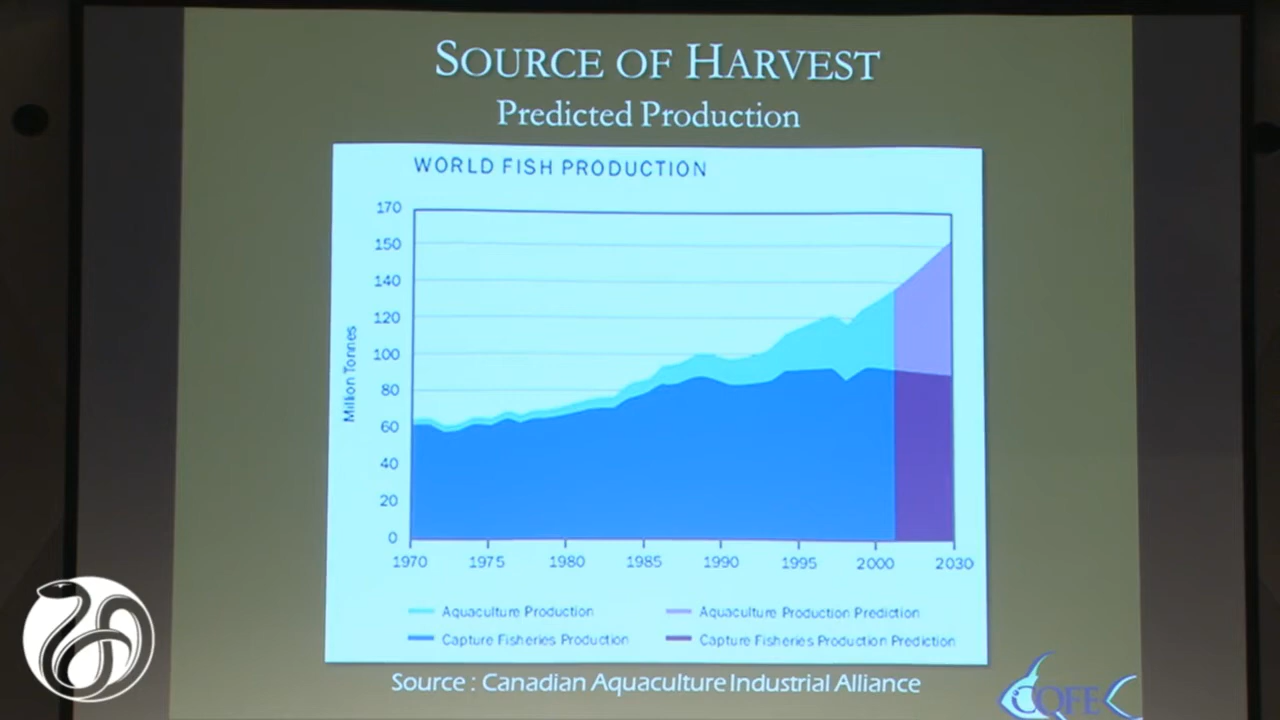 SOURCE OF HARVEST
Predicted Production
WORLD FISH PRODUCTION
170
150
140
120
100
80
60
40
20
0
Million Tonnes
1970 1975 1980 1985 1990 1995 2000 2030
Aquaculture Production
Aquaculture Production Prediction
Capture Fisheries Production
Capture Fisheries Production Prediction
Source : Canadian Aquaculture Industrial Alliance